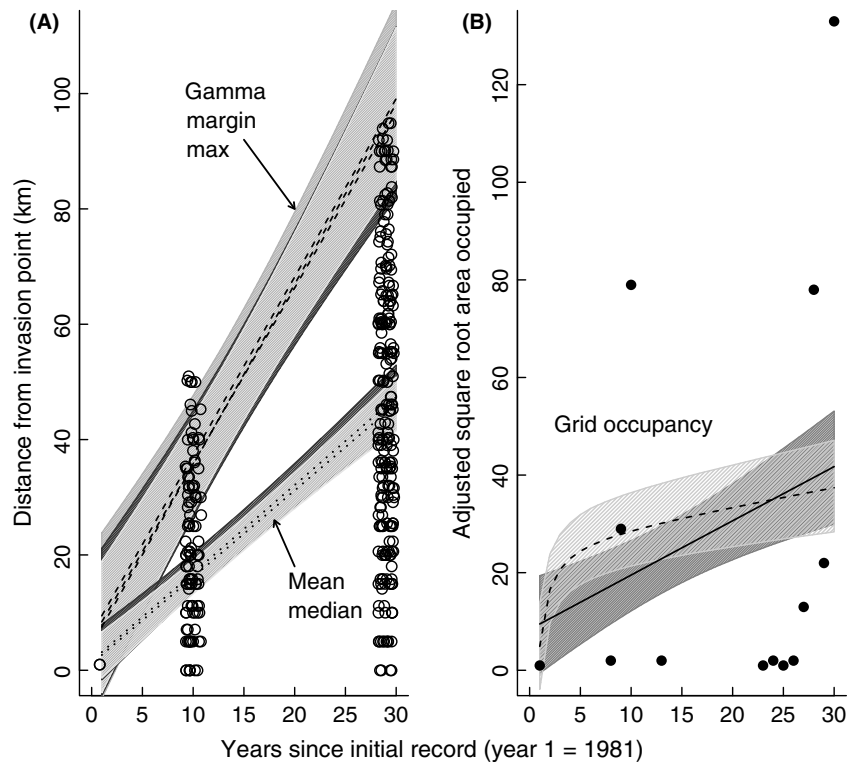 (A)
Distance from invasion point (km)
0
20
40
60
80
100
Gamma
margin
max
Mean
median
0
5
10
15
20
25
30
(B)
Adjusted square root area occupied
0
20
40
60
80
100
120
Grid occupancy
0
5
10
15
20
25
30
Years since initial record (year 1 = 1981)